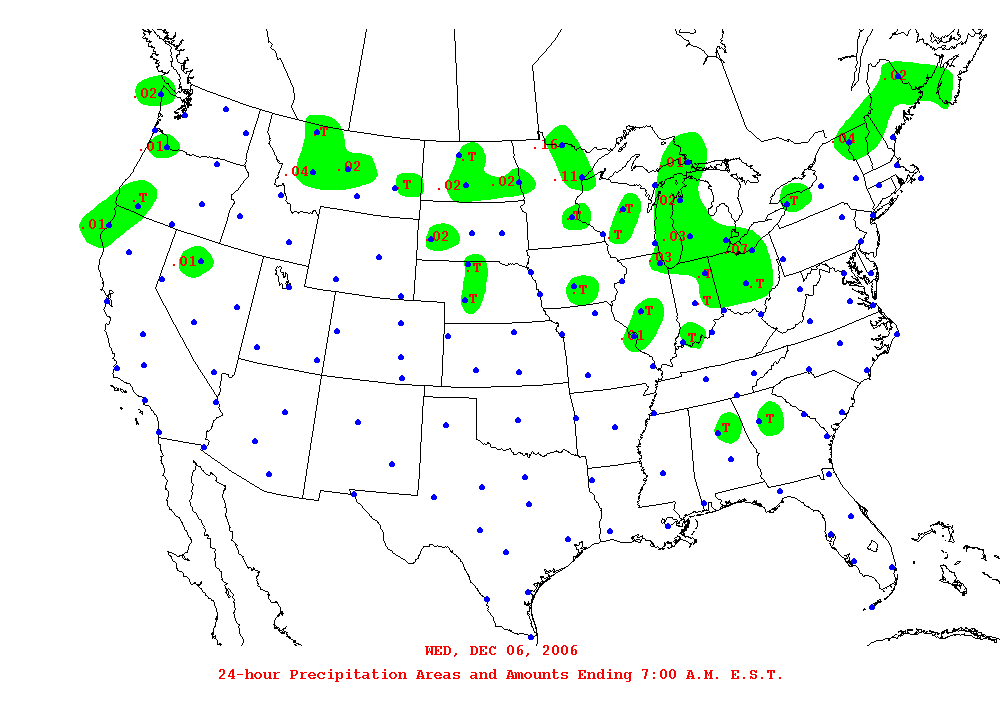 .02
.02
.T
.16
.01
.04
.01
.04
.02
.T
.11
.02
.02
.T
.T
.02
.T
.T
.T
.01
.02
.T
.03
.07
.01
.03
.T
T
.T
.T
T
.T
T
.01
T
T
T
WED, DEC 06, 2006
24-hour Precipitation Areas and Amounts Ending 7:00 A.M. E.S.T.